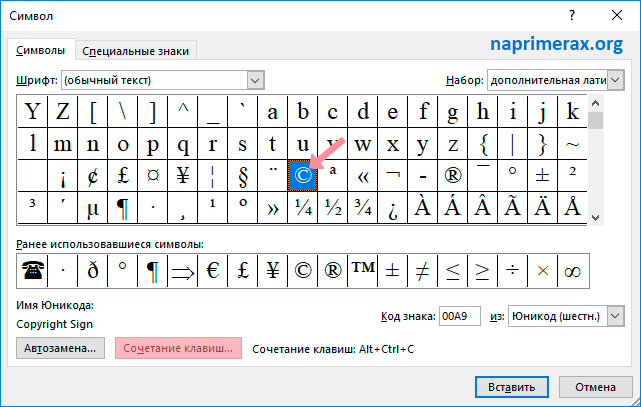 Символ
Символы Специальные знаки
naprimerax.org
Шрифт: (обычный текст) Набор: дополнительная лати
Y Z [ \ ] ^ _ ` a b c d e f g h i j k
l m n o p q r s t u v w x y z { | } ~
¡ ¢ £ ¤ ¥ ¦ § ¨ © ª « ¬ - ® ¯ ° ± ²
³ ´ µ ¶ · ¸ ¹ º » ¼ ½ ¾ ¿ À Á Â Ã Ä Å
Ранее использовавшиеся символы:
☎ · ð ° ¶ ⇒ € £ ¥ © ® ™ ± ≠ ≤ ≥ ÷ × ∞
Имя Юникода:
Copyright Sign
Код знака: 00A9 из: Юникод (шестн.)
Автозамена... Сочетание клавиш... Сочетание клавиш: Alt+Ctrl+C
Вставить Отмена